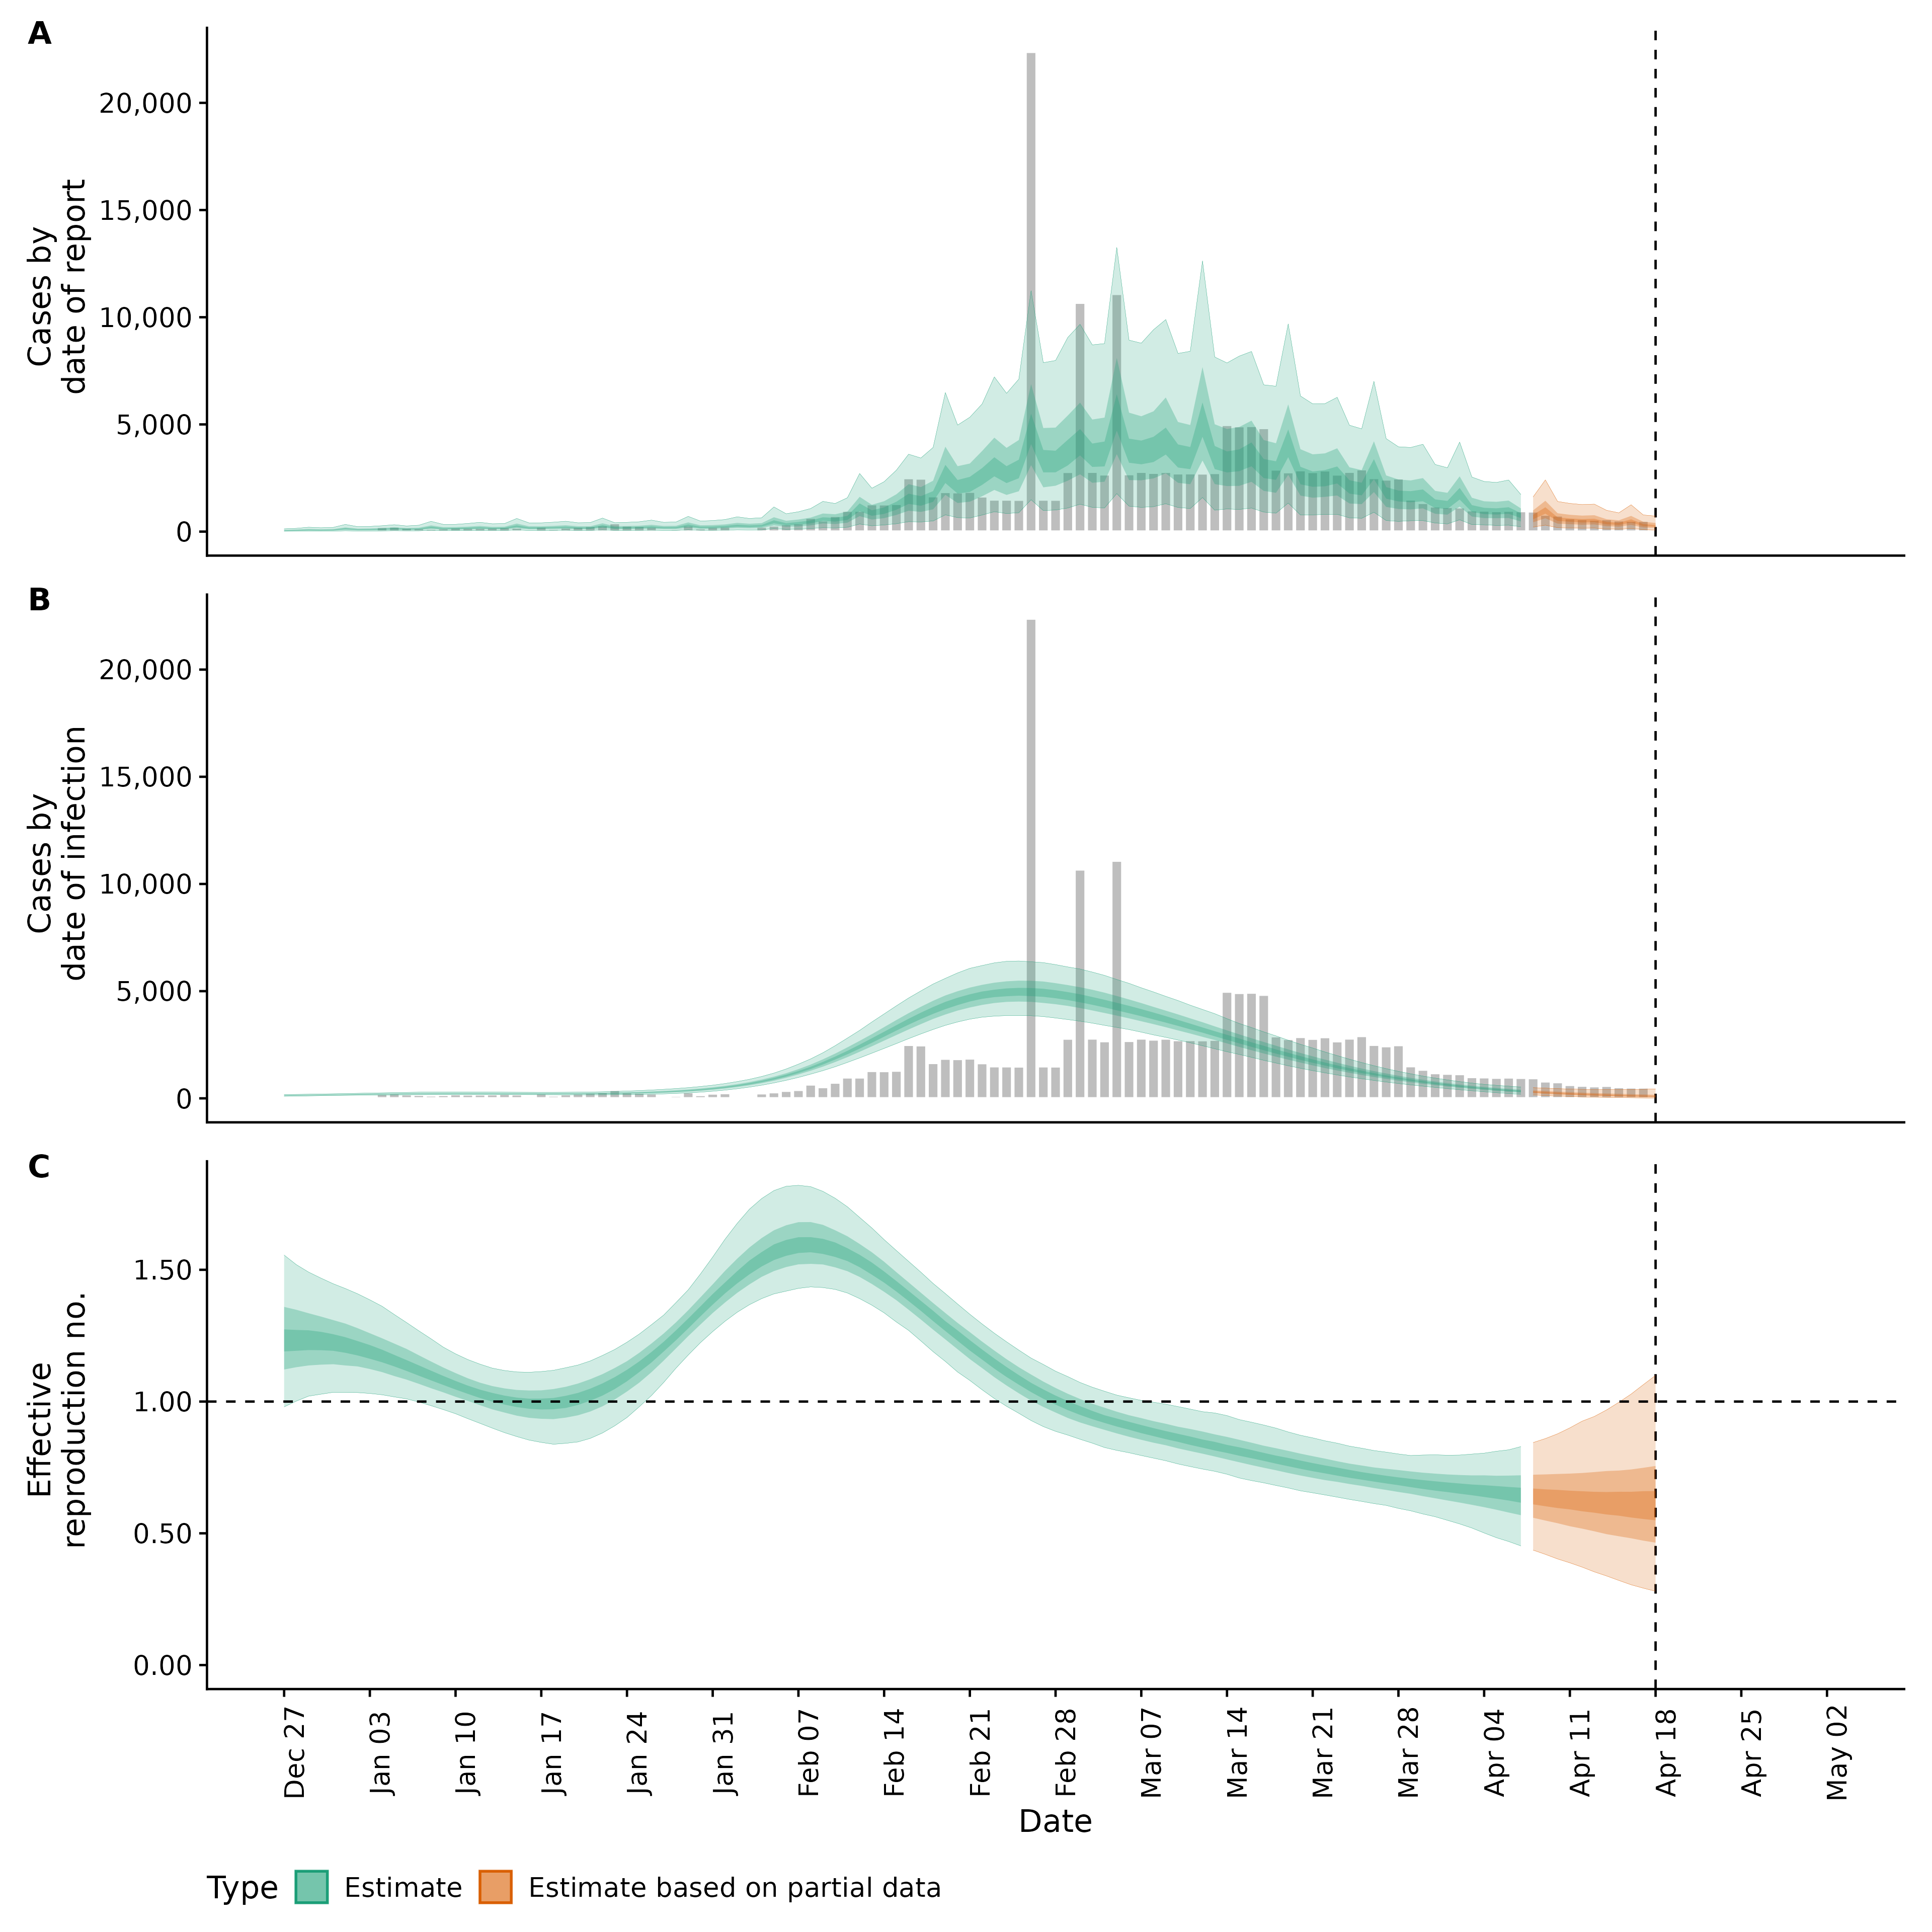 A
Cases by
date of report
20,000
15,000
10,000
5,000
0
B
Cases by
date of infection
20,000
15,000
10,000
5,000
0
C
Effective
reproduction no.
1.50
1.00
0.50
0.00
Dec 27
Jan 03
Jan 10
Jan 17
Jan 24
Jan 31
Feb 07
Feb 14
Feb 21
Feb 28
Mar 07
Mar 14
Mar 21
Mar 28
Apr 04
Apr 11
Apr 18
Apr 25
May 02
Date
Type Estimate Estimate based on partial data